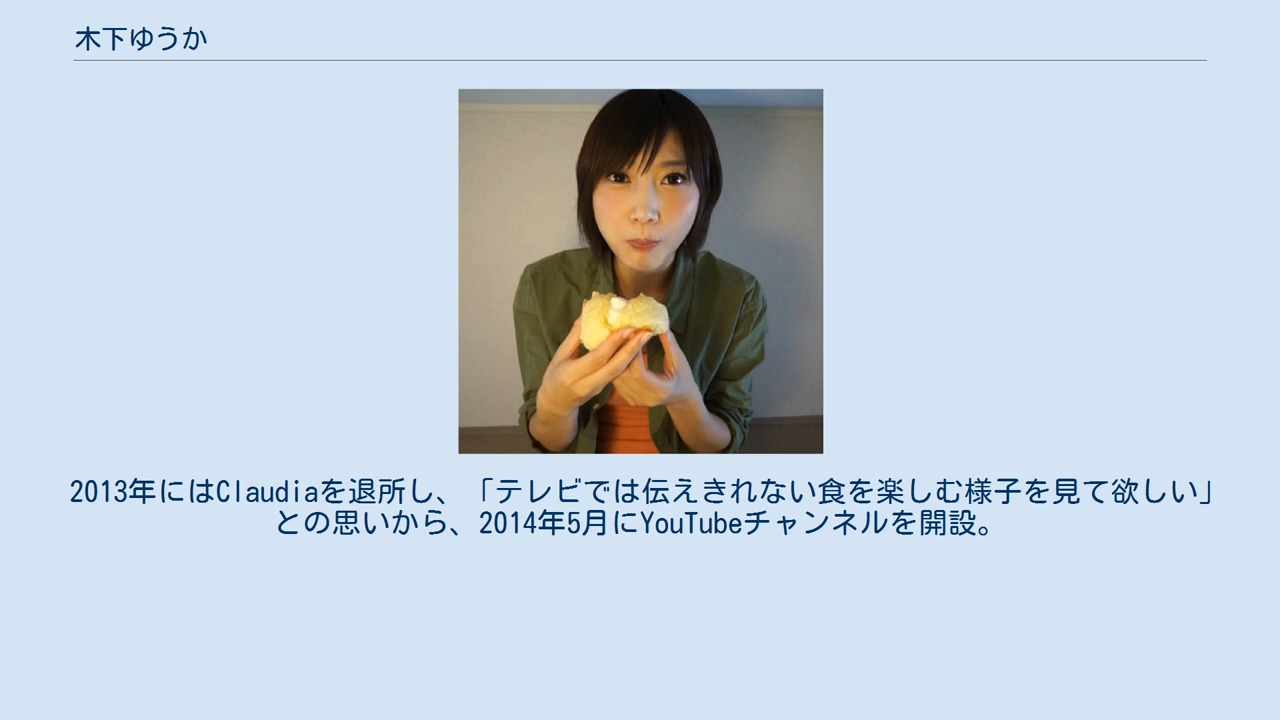 木下ゆうか
2013年にはClaudiaを退所し、「テレビでは伝えきれない食を楽しむ様子を見て欲しい」
との思いから、2014年5月にYouTubeチャンネルを開設。